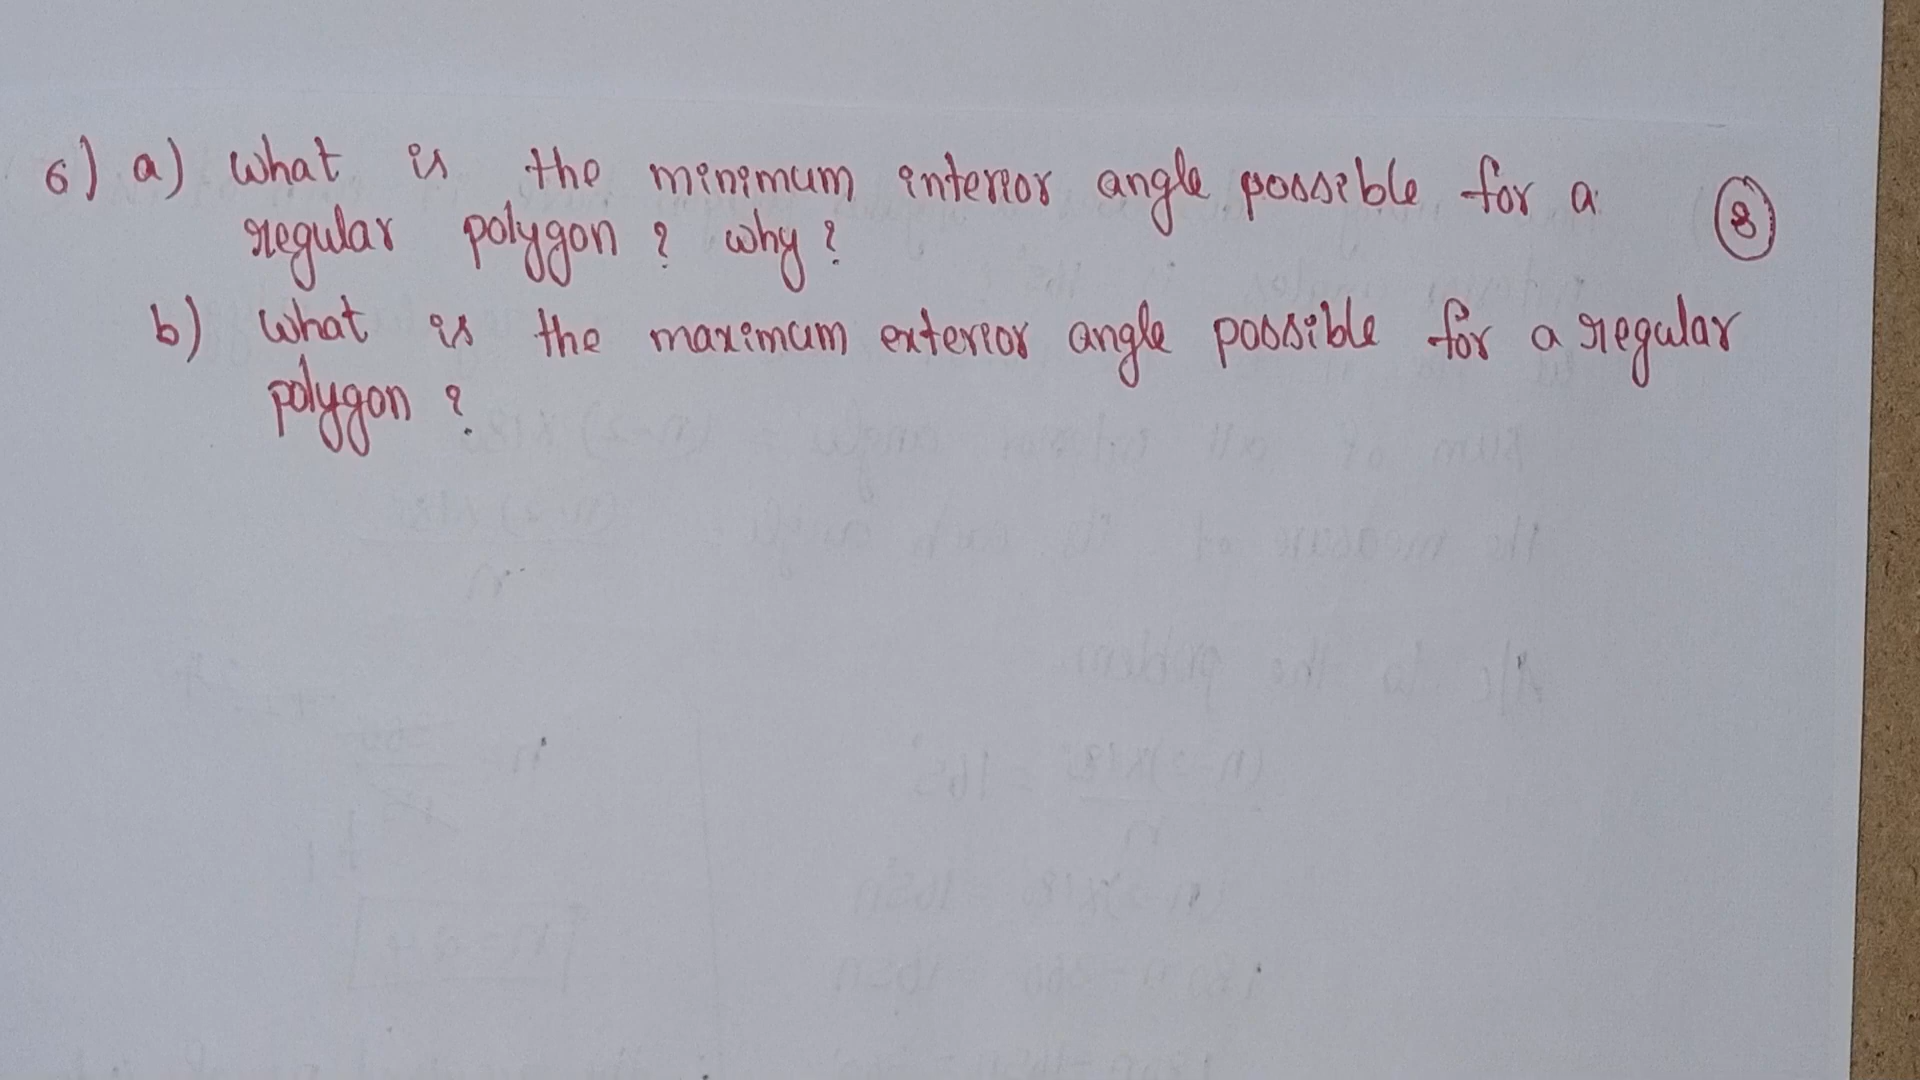 6) a) What is the minimum interior angle possible for a
regular polygon ? why ?
8
b) What is the maximum exterior angle possible for a regular
polygon ?